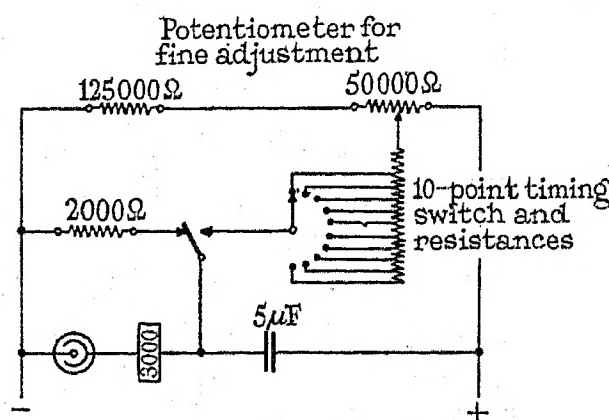 Potentiometer for
fine adjustment
125000Ω
50000Ω
2000Ω
10-point timing
switch and
resistances
5μF
3000
−
+